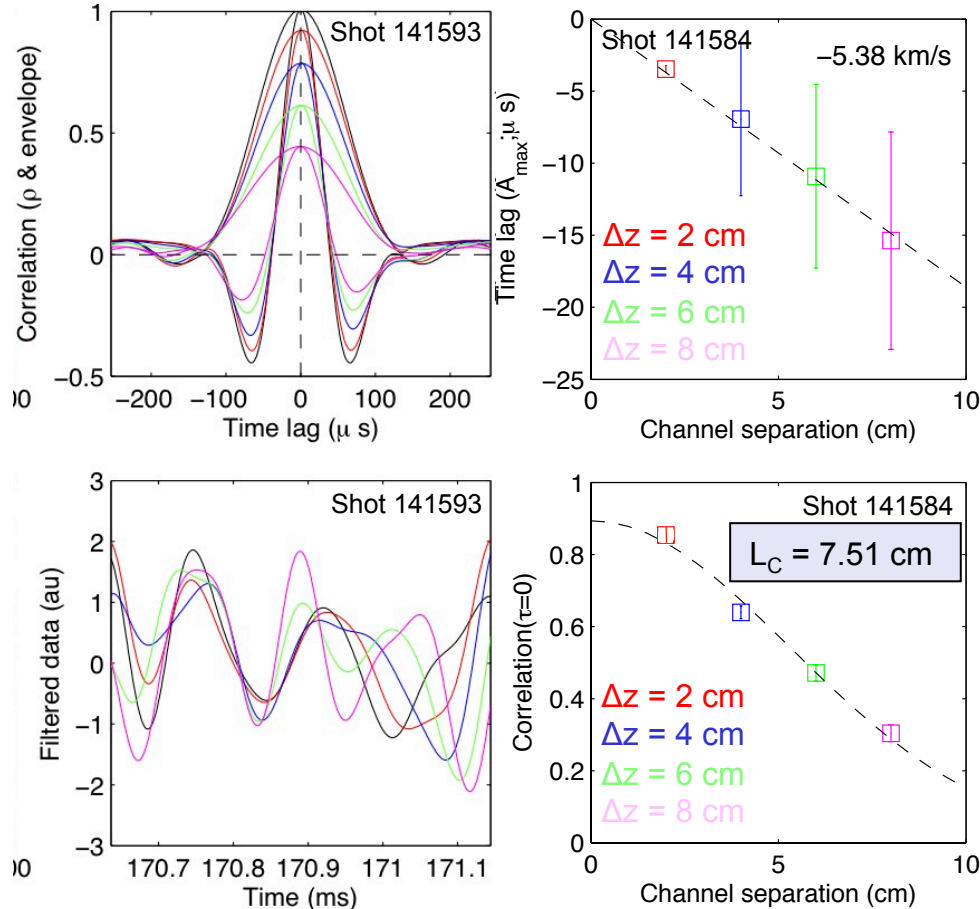 Shot 141593
Correlation (ρ & envelope)
1
0.5
0
−0.5
−200 −100 0 100 200
Time lag (μ s)
00
Shot 141584
−5.38 km/s
Time lag (A_max; μ s)
−0
−5
−10
−15
−20
−25
Δz = 2 cm
Δz = 4 cm
Δz = 6 cm
Δz = 8 cm
0 5 10
Channel separation (cm)
Shot 141593
Filtered data (au)
3
2
1
0
−1
−2
−3
170.7 170.8 170.9 171 171.1
Time (ms)
00
Shot 141584
L_C = 7.51 cm
Correlation(τ=0)
1
0.8
0.6
0.4
0.2
0
Δz = 2 cm
Δz = 4 cm
Δz = 6 cm
Δz = 8 cm
0 5 10
Channel separation (cm)